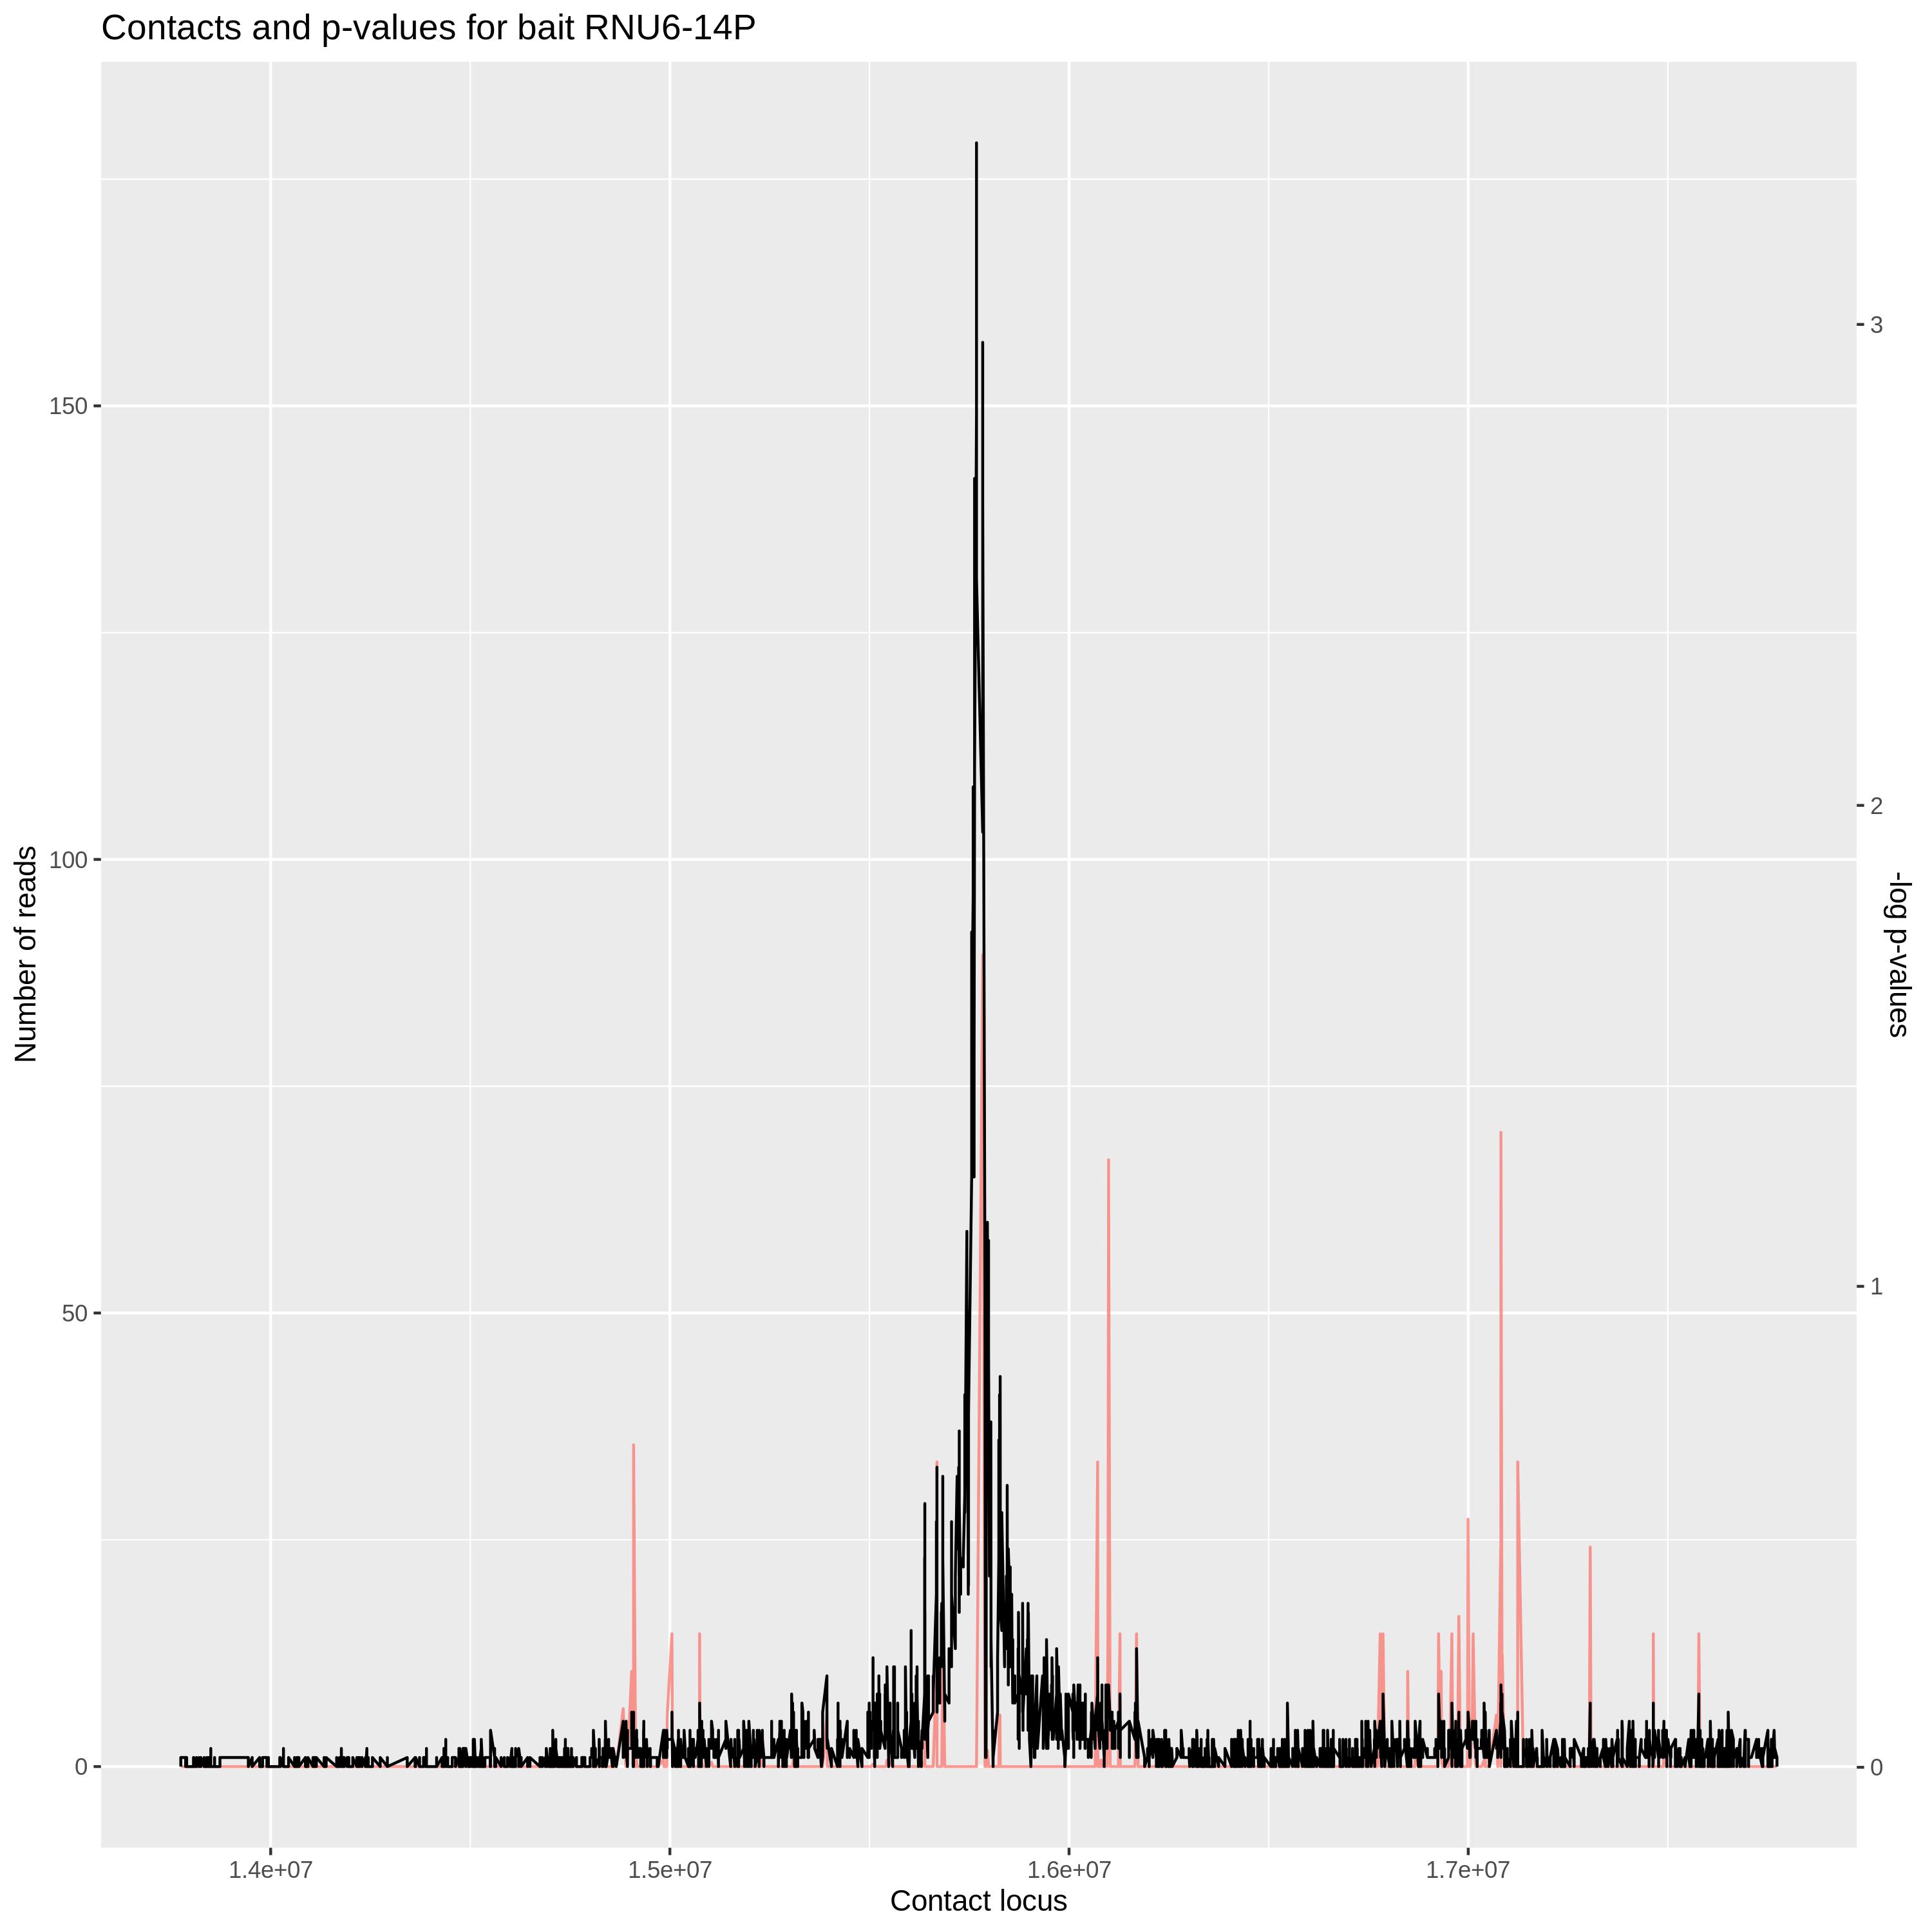 Contacts and p-values for bait RNU6-14P
150
100
50
0
Number of reads
3
2
1
0
-log p-values
1.4e+07
1.5e+07
1.6e+07
1.7e+07
Contact locus